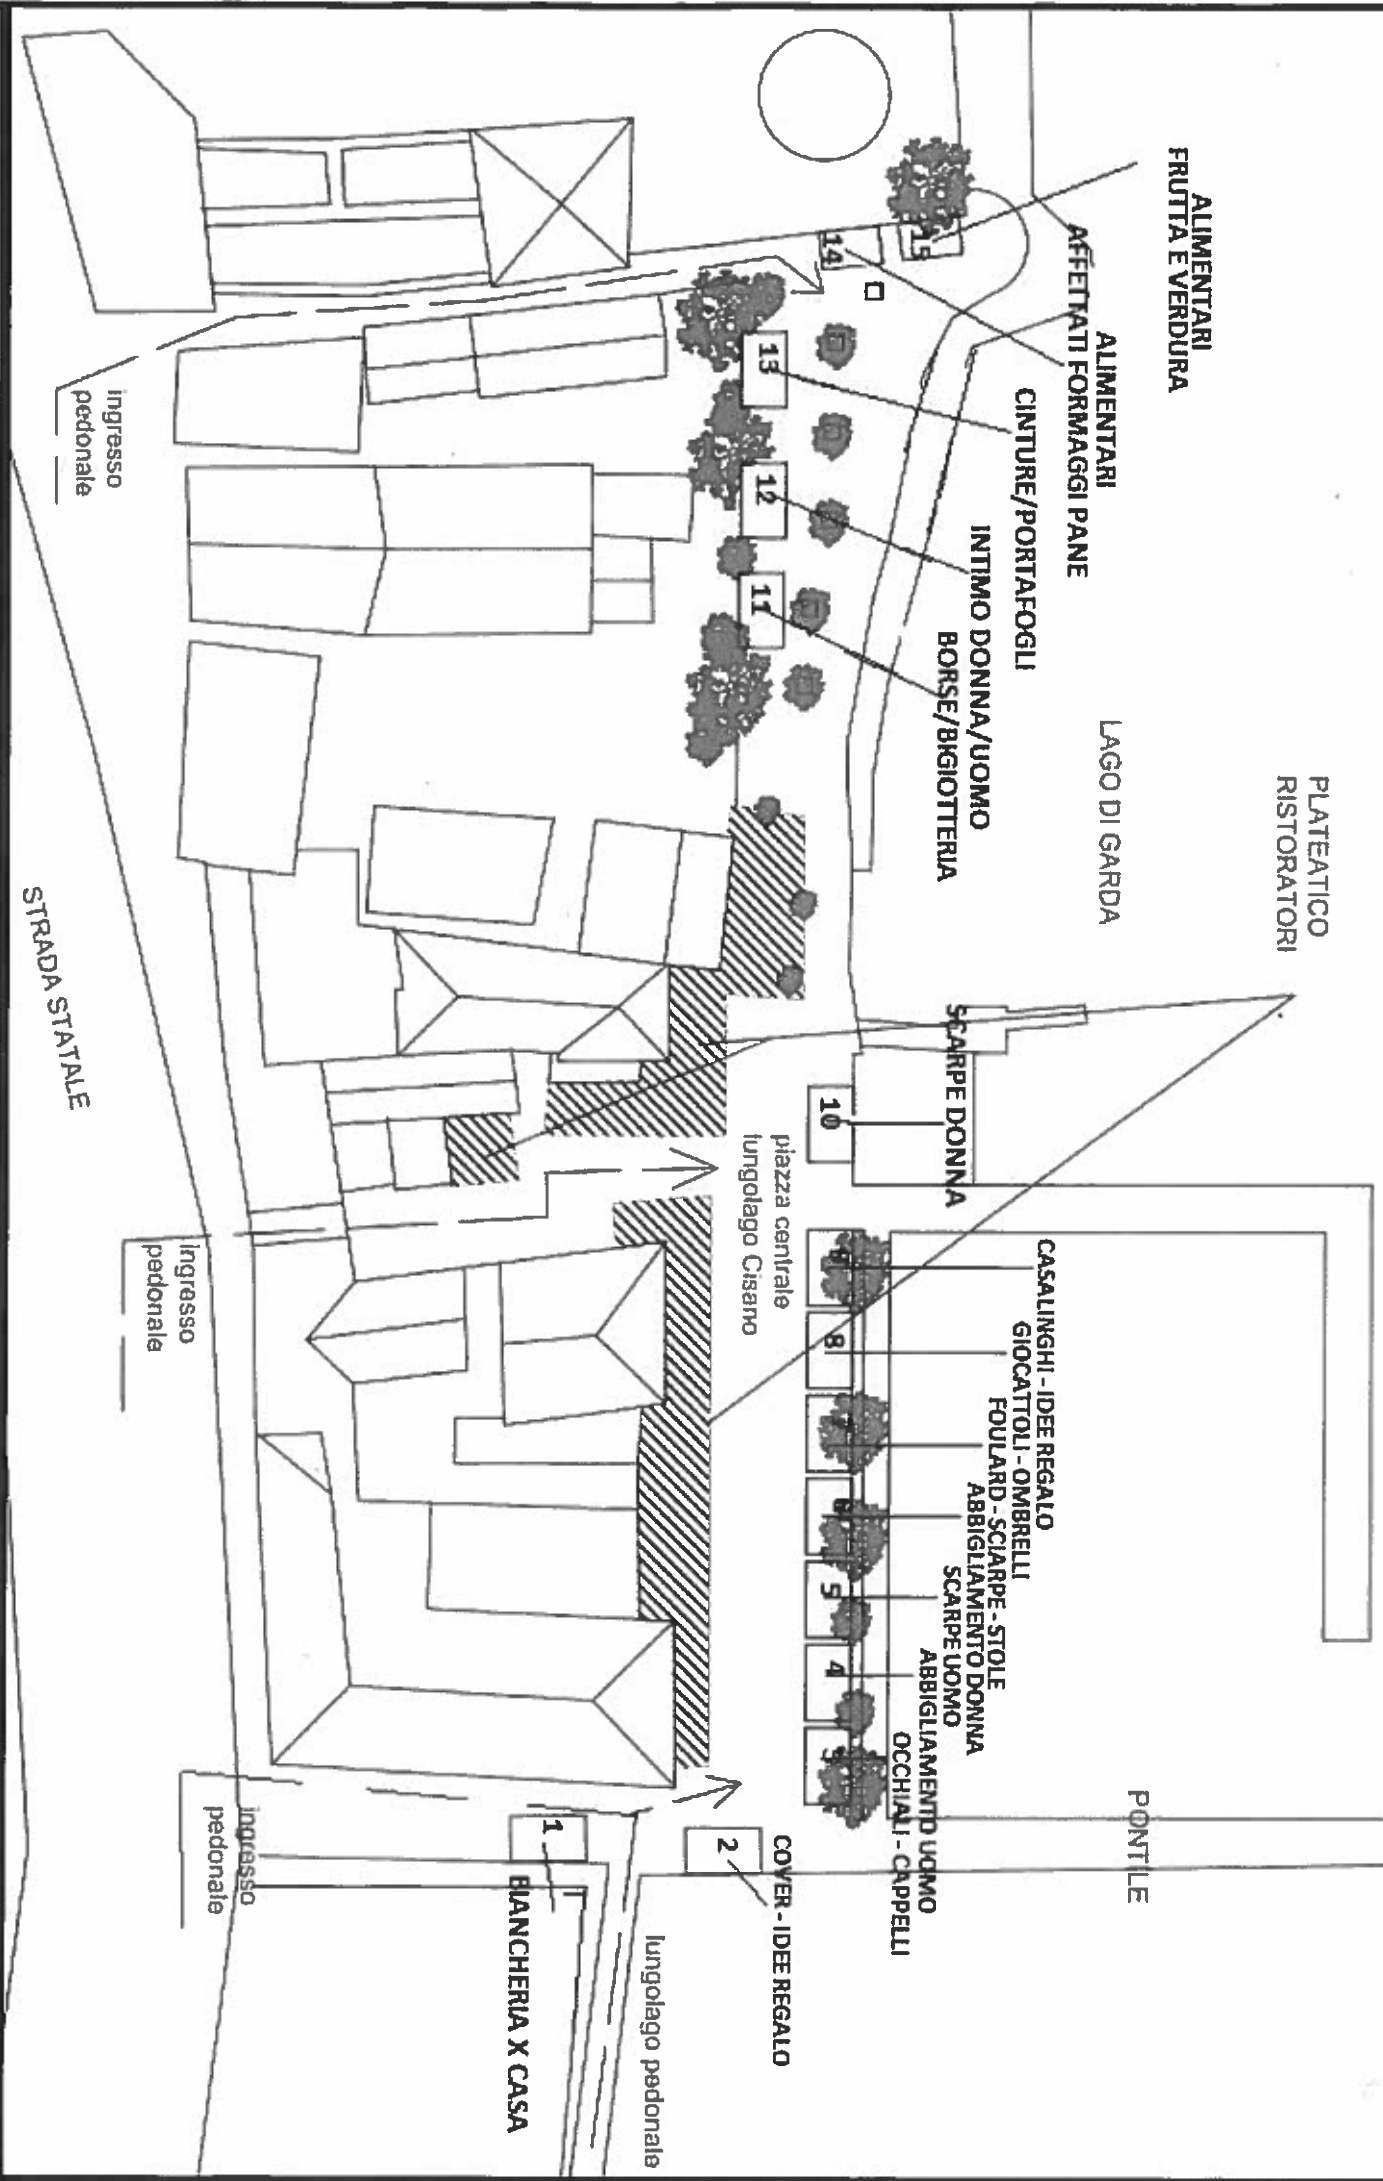 PLATEATICO
RISTORATORI
LAGO DI GARDA
PONTILE
ALIMENTARI
FRUTTA E VERDURA
ALIMENTARI
AFFETTATI FORMAGGI PANE
CINTURE/PORTAFOGLI
INTIMO DONNA/UOMO
BORSE/BIGIOTTERIA
SCARPE DONNA
CASALINGHI - IDEE REGALO
GIOCATTOLI - OMBRELLI
FOULARD - SCIARPE - STOLE
ABBIGLIAMENTO DONNA
SCARPE UOMO
ABBIGLIAMENTO UOMO
OCCHIALI - CAPPELLI
COVER - IDEE REGALO
BIANCHERIA X CASA
15
14
13
12
11
10
8
6
5
4
3
2
1
piazza centrale
lungolago Cisano
lungolago pedonale
ingresso
pedonale
ingresso
pedonale
ingresso
pedonale
STRADA STATALE